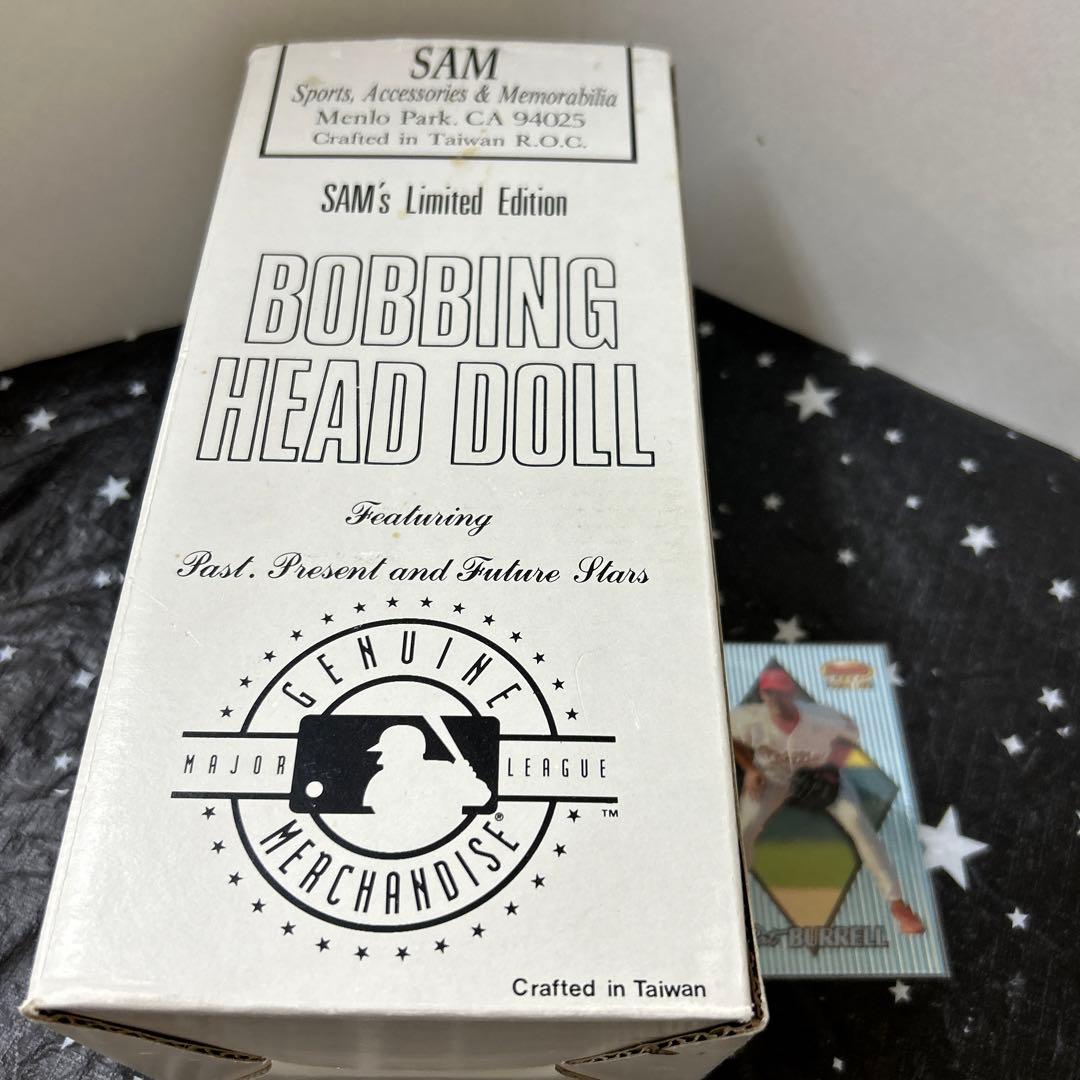 SAM
Sports, Accessories & Memorabilia
Menlo Park. CA 94025
Crafted in Taiwan R.O.C.
SAM's Limited Edition
BOBBING
HEAD DOLL
Featuring
Past. Present and Future Stars
GENUINE
MAJOR LEAGUE
MERCHANDISE®
TM
Crafted in Taiwan
BURRELL